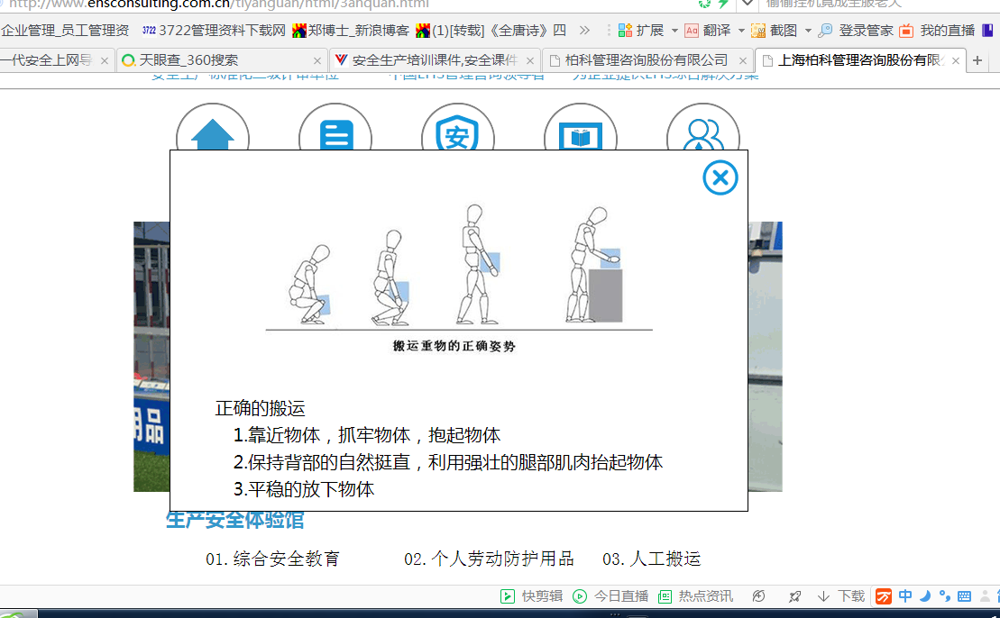 http://www.ehsconsulting.com.cn/tiyanguan/html/3anquan.html
企业管理_员工管理资 3722 3722管理资料下载网 郑博士_新浪博客 (1)[转载]《全唐诗》四 » 扩展 Aa 翻译 截图 登录管家 我的直播
一代安全上网导 × 天眼查_360搜索 × 安全生产培训课件,安全课件 × 柏科管理咨询股份有限公司 × 上海柏科管理咨询股份有限 × +
安
搬运重物的正确姿势
正确的搬运
1.靠近物体，抓牢物体，抱起物体
2.保持背部的自然挺直，利用强壮的腿部肌肉抬起物体
3.平稳的放下物体
用品
生产安全体验馆
01. 综合安全教育 02. 个人劳动防护用品 03. 人工搬运
快剪辑 今日直播 热点资讯 下载 中